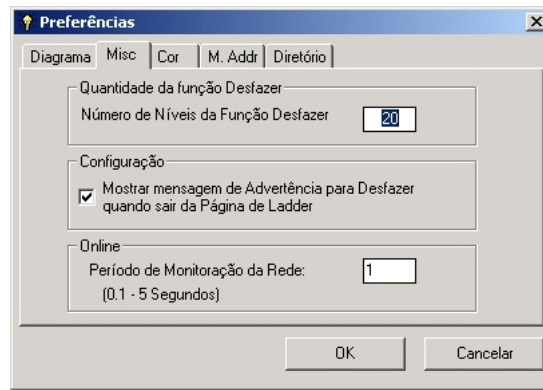 Preferências
Diagrama Misc Cor M. Addr Diretório
Quantidade da função Desfazer
Número de Níveis da Função Desfazer 20
Configuração
Mostrar mensagem de Advertência para Desfazer
quando sair da Página de Ladder
Online
Período de Monitoração da Rede: 1
(0.1 - 5 Segundos)
OK Cancelar